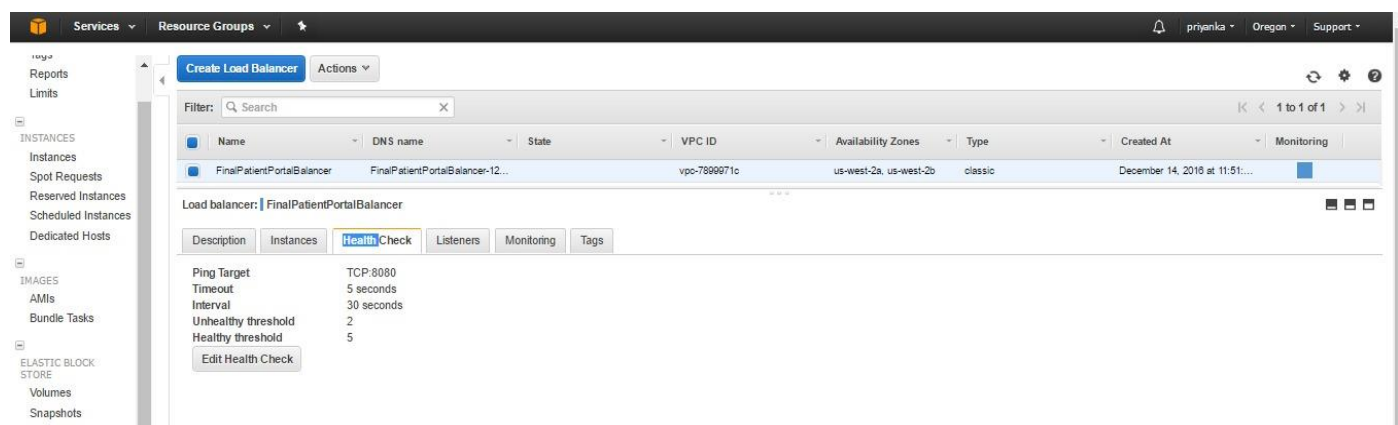 Services Resource Groups priyanka Oregon Support
Tags
Reports
Limits
INSTANCES
Instances
Spot Requests
Reserved Instances
Scheduled Instances
Dedicated Hosts
IMAGES
AMIs
Bundle Tasks
ELASTIC BLOCK
STORE
Volumes
Snapshots
Create Load Balancer Actions
Filter: Search 1 to 1 of 1
Name DNS name State VPC ID Availability Zones Type Created At Monitoring
FinalPatientPortalBalancer FinalPatientPortalBalancer-12... vpc-7899971c us-west-2a, us-west-2b classic December 14, 2016 at 11:51:...
Load balancer: FinalPatientPortalBalancer
Description Instances Health Check Listeners Monitoring Tags
Ping Target TCP:8080
Timeout 5 seconds
Interval 30 seconds
Unhealthy threshold 2
Healthy threshold 5
Edit Health Check